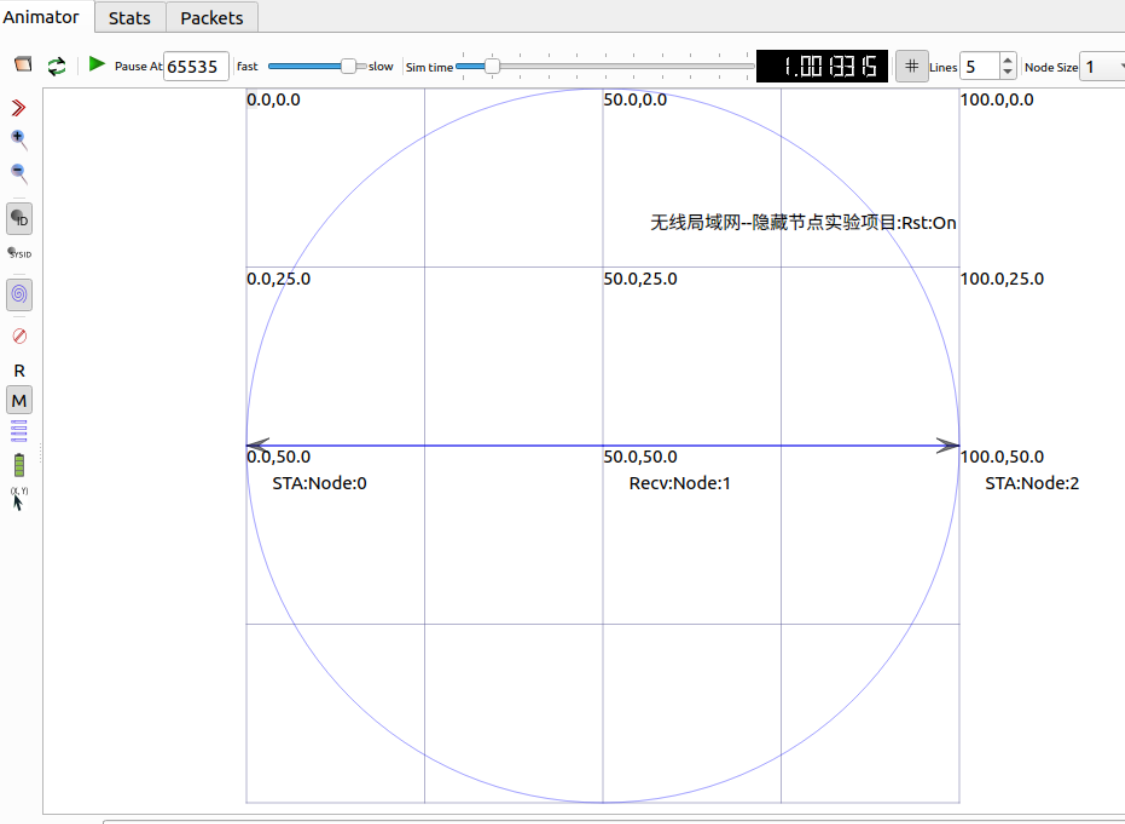 Animator Stats Packets
Pause At 65535 fast slow Sim time 1.0013315 # Lines 5 Node Size 1
0.0,0.0 50.0,0.0 100.0,0.0
ID
无线局域网--隐藏节点实验项目:Rst:On
SYSID
0.0,25.0 50.0,25.0 100.0,25.0
R
M
0.0,50.0 50.0,50.0 100.0,50.0
STA:Node:0 Recv:Node:1 STA:Node:2
(X, Y)